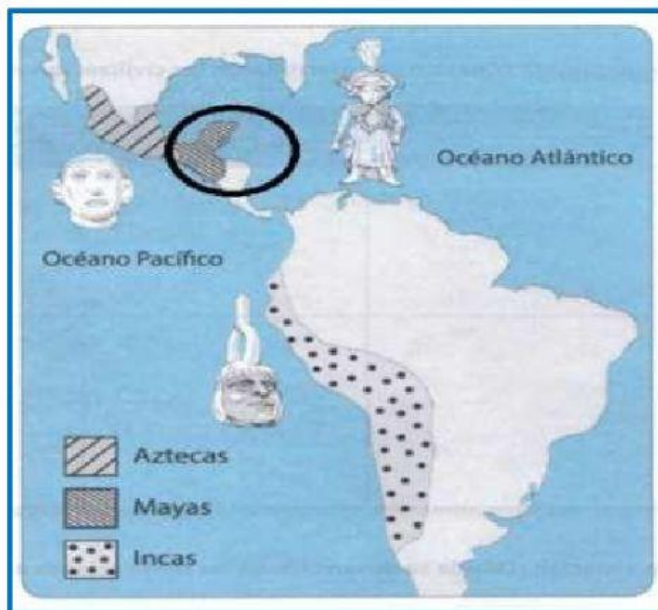 Océano Atlántico
Océano Pacífico
Aztecas
Mayas
Incas